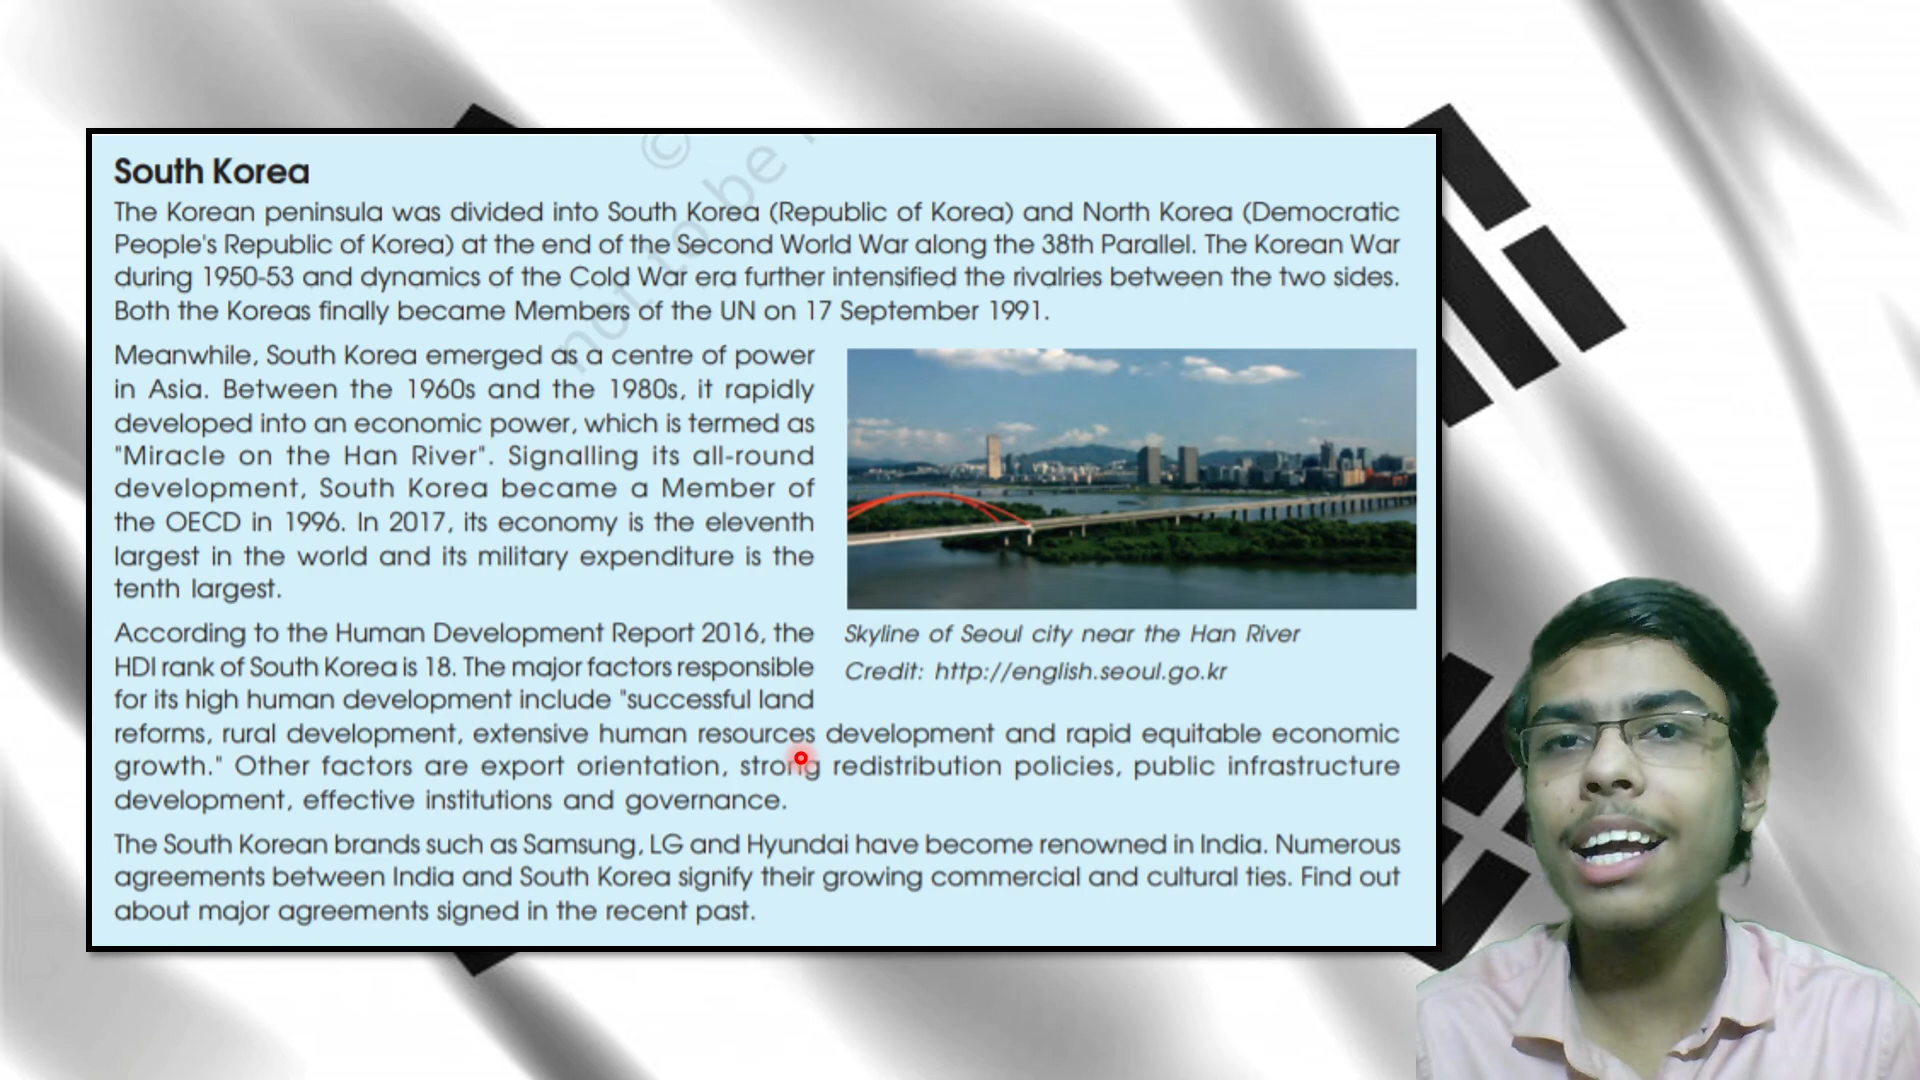 South Korea
The Korean peninsula was divided into South Korea (Republic of Korea) and North Korea (Democratic
People's Republic of Korea) at the end of the Second World War along the 38th Parallel. The Korean War
during 1950-53 and dynamics of the Cold War era further intensified the rivalries between the two sides.
Both the Koreas finally became Members of the UN on 17 September 1991.
Meanwhile, South Korea emerged as a centre of power
in Asia. Between the 1960s and the 1980s, it rapidly
developed into an economic power, which is termed as
"Miracle on the Han River". Signalling its all-round
development, South Korea became a Member of
the OECD in 1996. In 2017, its economy is the eleventh
largest in the world and its military expenditure is the
tenth largest.
According to the Human Development Report 2016, the
HDI rank of South Korea is 18. The major factors responsible
for its high human development include "successful land
reforms, rural development, extensive human resources development and rapid equitable economic
growth." Other factors are export orientation, strong redistribution policies, public infrastructure
development, effective institutions and governance.
The South Korean brands such as Samsung, LG and Hyundai have become renowned in India. Numerous
agreements between India and South Korea signify their growing commercial and cultural ties. Find out
about major agreements signed in the recent past.
Skyline of Seoul city near the Han River
Credit: http://english.seoul.go.kr
©
not to be